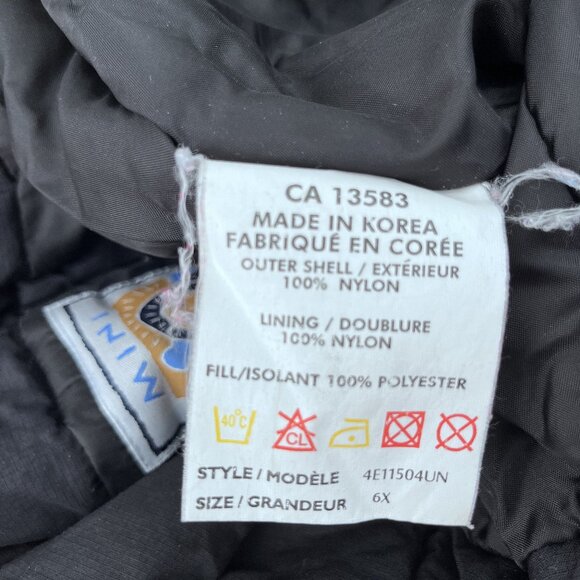 CA 13583
MADE IN KOREA
FABRIQUÉ EN CORÉE
OUTER SHELL / EXTÉRIEUR
100% NYLON
LINING / DOUBLURE
100% NYLON
FILL/ISOLANT 100% POLYESTER
40°C
CL
STYLE / MODÈLE 4E11504UN
SIZE / GRANDEUR 6X
MINI